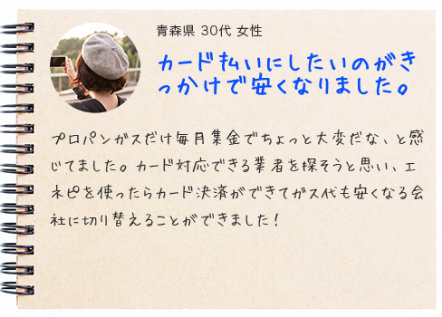 青森県 30代 女性
カード払いにしたいのがき
っかけで安くなりました。
プロパンガスだけ毎月集金でちょっと大変だな、と感
じてました。カード対応できる業者を探そうと思い、エ
ネピを使ったらカード決済ができてガス代も安くなる会
社に切り替えることができました!